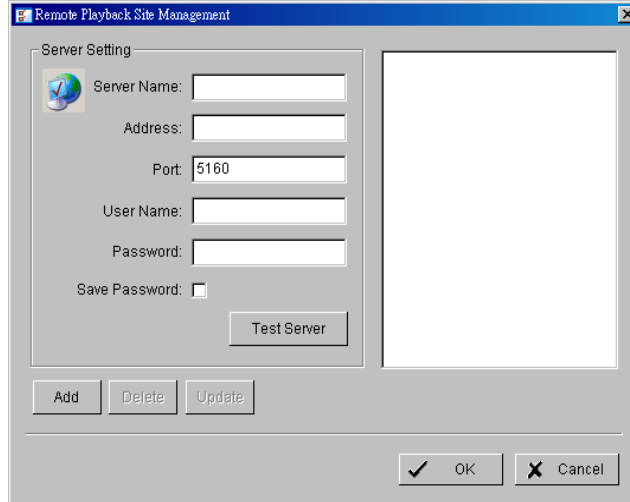 Remote Playback Site Management
Server Setting
Server Name:
Address:
Port: 5160
User Name:
Password:
Save Password:
Test Server
Add Delete Update
OK Cancel